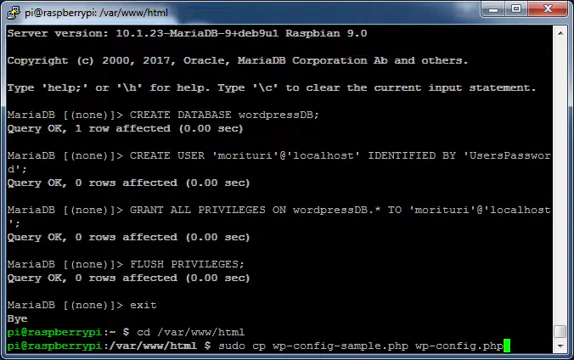 pi@raspberrypi: /var/www/html
Server version: 10.1.23-MariaDB-9+deb9u1 Raspbian 9.0
Copyright (c) 2000, 2017, Oracle, MariaDB Corporation Ab and others.
Type 'help;' or '\h' for help. Type '\c' to clear the current input statement.
MariaDB [(none)]> CREATE DATABASE wordpressDB;
Query OK, 1 row affected (0.00 sec)
MariaDB [(none)]> CREATE USER 'morituri'@'localhost' IDENTIFIED BY 'UsersPasswor
d';
Query OK, 0 rows affected (0.00 sec)
MariaDB [(none)]> GRANT ALL PRIVILEGES ON wordpressDB.* TO 'morituri'@'localhost
';
Query OK, 0 rows affected (0.00 sec)
MariaDB [(none)]> FLUSH PRIVILEGES;
Query OK, 0 rows affected (0.00 sec)
MariaDB [(none)]> exit
Bye
pi@raspberrypi:~ $ cd /var/www/html
pi@raspberrypi:/var/www/html $ sudo cp wp-config-sample.php wp-config.php